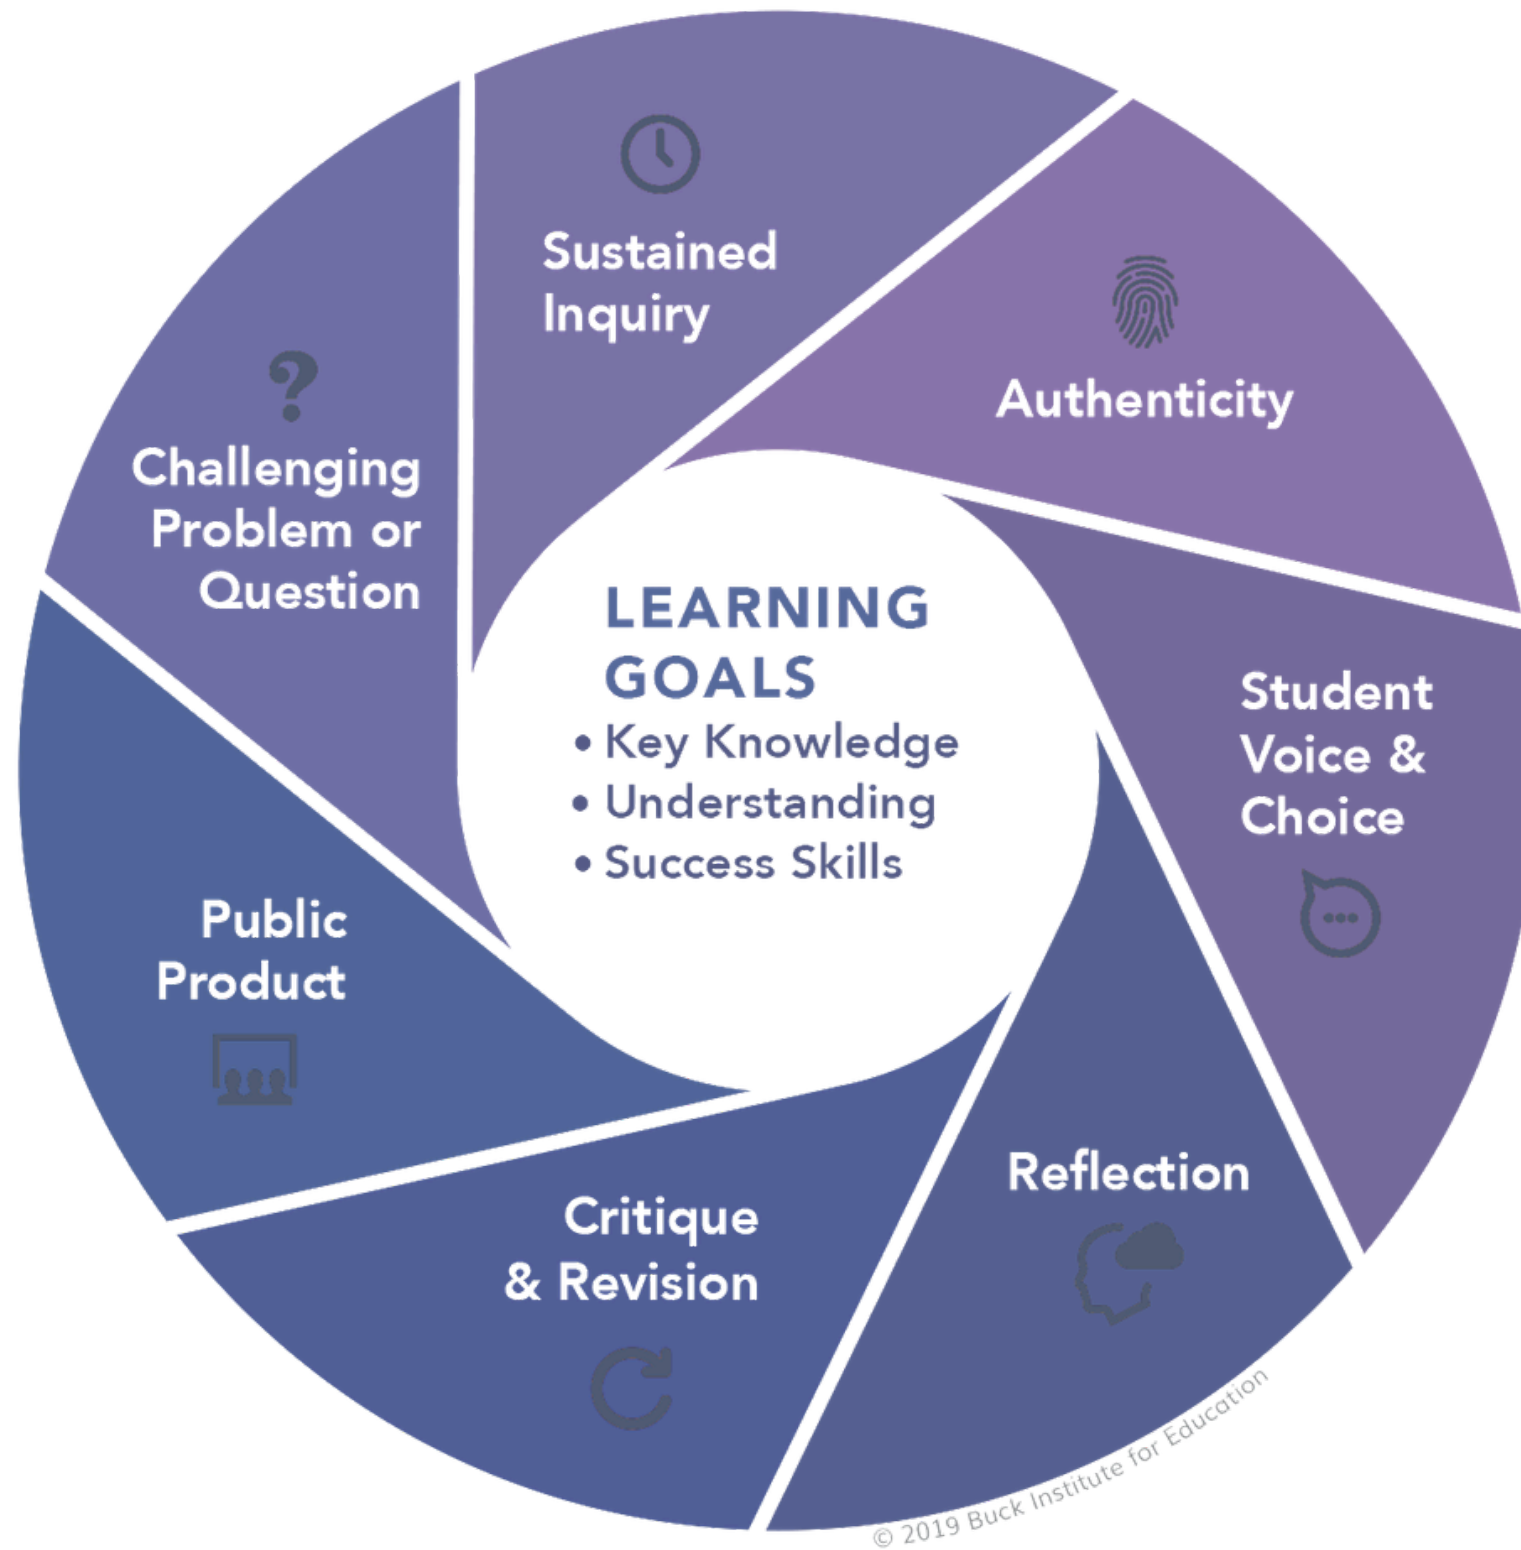 Sustained
Inquiry
Authenticity
Challenging
Problem or
Question
LEARNING
GOALS
• Key Knowledge
• Understanding
• Success Skills
Student
Voice &
Choice
Public
Product
Reflection
Critique
& Revision
© 2019 Buck Institute for Education